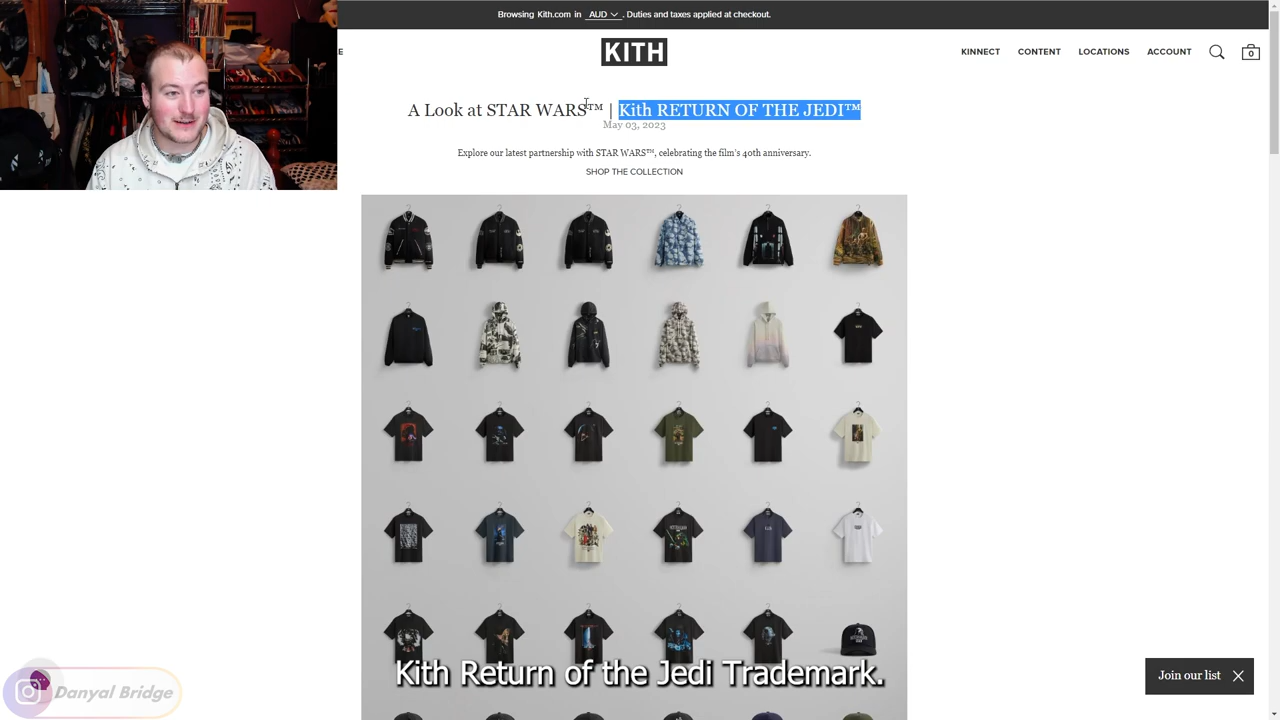 Browsing Kith.com in AUD . Duties and taxes applied at checkout.
E
KITH
KINNECT CONTENT LOCATIONS ACCOUNT 0
A Look at STAR WARS™ | Kith RETURN OF THE JEDI™
May 03, 2023
Explore our latest partnership with STAR WARS™, celebrating the film's 40th anniversary.
SHOP THE COLLECTION
Kith Return of the Jedi Trademark.
Join our list
Danyal Bridge